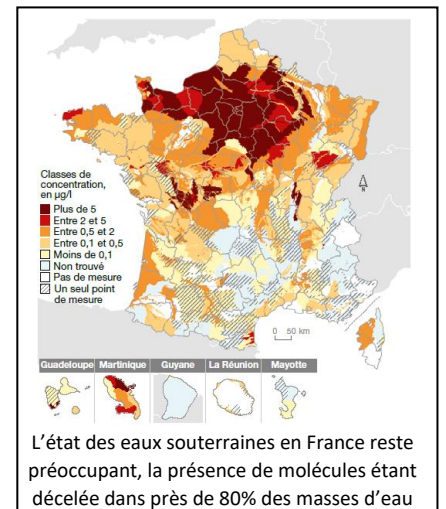 Classes de
concentration,
en µg/l
Plus de 5
Entre 2 et 5
Entre 0,5 et 2
Entre 0,1 et 0,5
Moins de 0,1
Non trouvé
Pas de mesure
Un seul point
de mesure
N
0 50 km
Guadeloupe Martinique Guyane La Réunion Mayotte
L’état des eaux souterraines en France reste
préoccupant, la présence de molécules étant
décelée dans près de 80% des masses d’eau